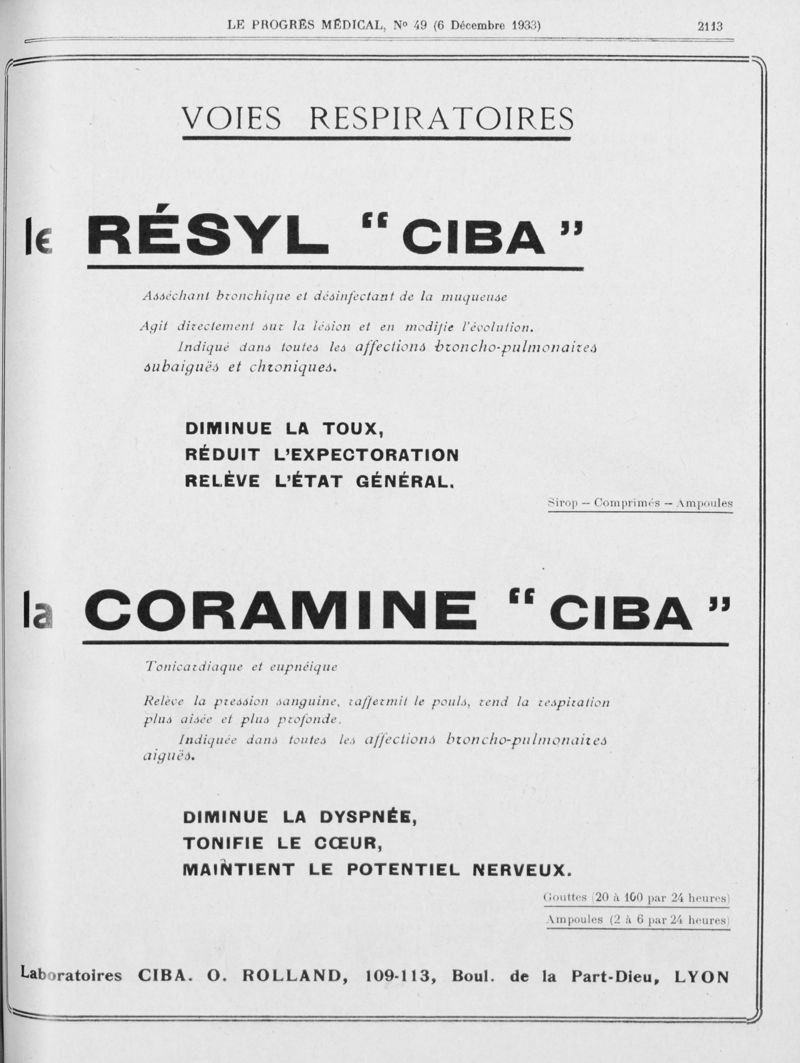 LE PROGRÈS MÉDICAL, Nº 49 (6 Décembre 1933)
2113
VOIES RESPIRATOIRES
le RÉSYL “CIBA”
Asséchant bronchique et désinfectant de la muqueuse
Agit directement sur la lésion et en modifie l'évolution.
Indiqué dans toutes les affections broncho-pulmonaires
subaiguës et chroniques.
DIMINUE LA TOUX,
RÉDUIT L'EXPECTORATION
RELÈVE L'ÉTAT GÉNÉRAL.
Sirop — Comprimés — Ampoules
la CORAMINE “CIBA”
Tonicardiaque et eupnéique
Relève la pression sanguine, raffermit le pouls, rend la respiration
plus aisée et plus profonde.
Indiquée dans toutes les affections broncho-pulmonaires
aiguës.
DIMINUE LA DYSPNÉE,
TONIFIE LE CŒUR,
MAINTIENT LE POTENTIEL NERVEUX.
Gouttes (20 à 100 par 24 heures)
Ampoules (2 à 6 par 24 heures)
Laboratoires CIBA. O. ROLLAND, 109-113, Boul. de la Part-Dieu, LYON